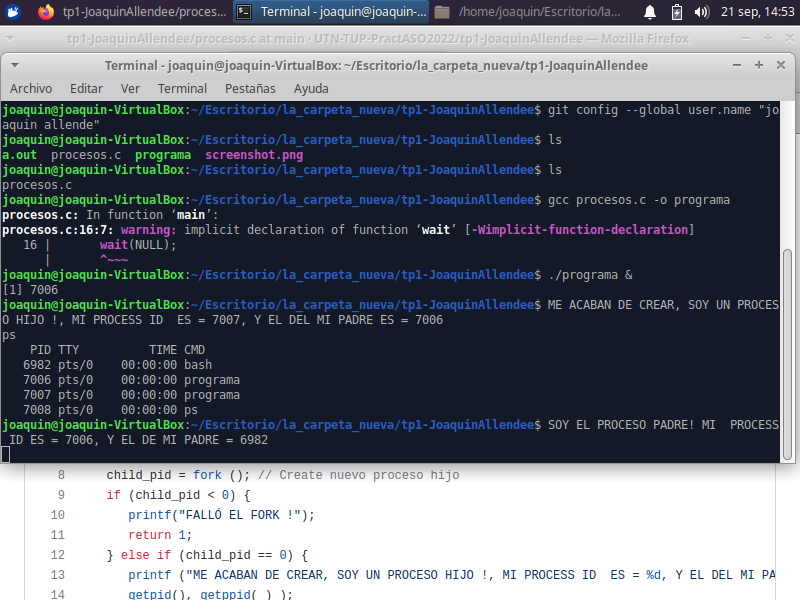 tp1-JoaquinAllendee/proces...
Terminal - joaquin@joaquin-...
/home/joaquin/Escritorio/la...
21 sep, 14:53
tp1-JoaquinAllendee/procesos.c at main · UTN-TUP-PractASO2022/tp1-JoaquinAllendee — Mozilla Firefox
Terminal - joaquin@joaquin-VirtualBox: ~/Escritorio/la_carpeta_nueva/tp1-JoaquinAllendee
Archivo Editar Ver Terminal Pestañas Ayuda
joaquin@joaquin-VirtualBox:~/Escritorio/la_carpeta_nueva/tp1-JoaquinAllendee$ git config --global user.name "jo
aquin allende"
joaquin@joaquin-VirtualBox:~/Escritorio/la_carpeta_nueva/tp1-JoaquinAllendee$ ls
a.out  procesos.c  programa  screenshot.png
joaquin@joaquin-VirtualBox:~/Escritorio/la_carpeta_nueva/tp1-JoaquinAllendee$ ls
procesos.c
joaquin@joaquin-VirtualBox:~/Escritorio/la_carpeta_nueva/tp1-JoaquinAllendee$ gcc procesos.c -o programa
procesos.c: In function ‘main’:
procesos.c:16:7: warning: implicit declaration of function ‘wait’ [-Wimplicit-function-declaration]
   16 |       wait(NULL);
      |       ^~~~
joaquin@joaquin-VirtualBox:~/Escritorio/la_carpeta_nueva/tp1-JoaquinAllendee$ ./programa &
[1] 7006
joaquin@joaquin-VirtualBox:~/Escritorio/la_carpeta_nueva/tp1-JoaquinAllendee$ ME ACABAN DE CREAR, SOY UN PROCES
O HIJO !, MI PROCESS ID  ES = 7007, Y EL DEL MI PADRE ES = 7006
ps
    PID TTY          TIME CMD
   6982 pts/0    00:00:00 bash
   7006 pts/0    00:00:00 programa
   7007 pts/0    00:00:00 programa
   7008 pts/0    00:00:00 ps
joaquin@joaquin-VirtualBox:~/Escritorio/la_carpeta_nueva/tp1-JoaquinAllendee$ SOY EL PROCESO PADRE! MI  PROCESS
 ID ES = 7006, Y EL DE MI PADRE = 6982
8 child_pid = fork (); // Create nuevo proceso hijo
9 if (child_pid < 0) {
10 printf("FALLÓ EL FORK !");
11 return 1;
12 } else if (child_pid == 0) {
13 printf ("ME ACABAN DE CREAR, SOY UN PROCESO HIJO !, MI PROCESS ID  ES = %d, Y EL DEL MI PA
14 getpid(), getppid( ) );